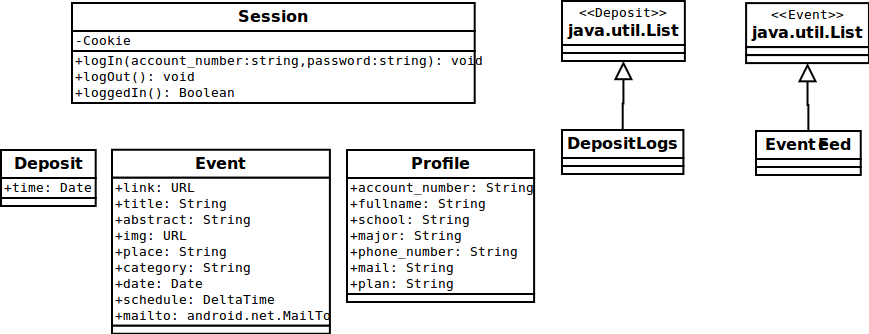 Session
-Cookie
+logIn(account_number:string,password:string): void
+logOut(): void
+loggedIn(): Boolean
<<Deposit>>
java.util.List
<<Event>>
java.util.List
DepositLogs
Event
Deposit
+time: Date
Event
+link: URL
+title: String
+abstract: String
+img: URL
+place: String
+category: String
+date: Date
+schedule: DeltaTime
+mailto: android.net.MailTo
Profile
+account_number: String
+fullname: String
+school: String
+major: String
+phone_number: String
+mail: String
+plan: String